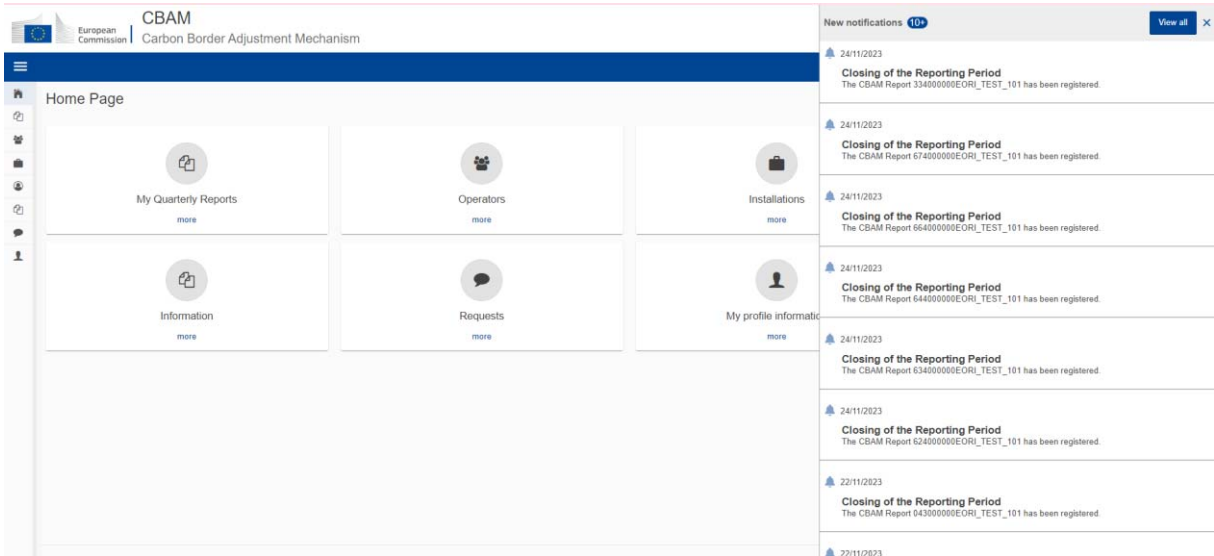 European
Commission
CBAM
Carbon Border Adjustment Mechanism
Home Page
My Quarterly Reports
more
Operators
more
Installations
more
Information
more
Requests
more
My profile informatio
more
New notifications 10+
View all
24/11/2023
Closing of the Reporting Period
The CBAM Report 334000000EORI_TEST_101 has been registered.
24/11/2023
Closing of the Reporting Period
The CBAM Report 674000000EORI_TEST_101 has been registered.
24/11/2023
Closing of the Reporting Period
The CBAM Report 664000000EORI_TEST_101 has been registered.
24/11/2023
Closing of the Reporting Period
The CBAM Report 644000000EORI_TEST_101 has been registered.
24/11/2023
Closing of the Reporting Period
The CBAM Report 634000000EORI_TEST_101 has been registered.
24/11/2023
Closing of the Reporting Period
The CBAM Report 624000000EORI_TEST_101 has been registered.
22/11/2023
Closing of the Reporting Period
The CBAM Report 043000000EORI_TEST_101 has been registered.
22/11/2023